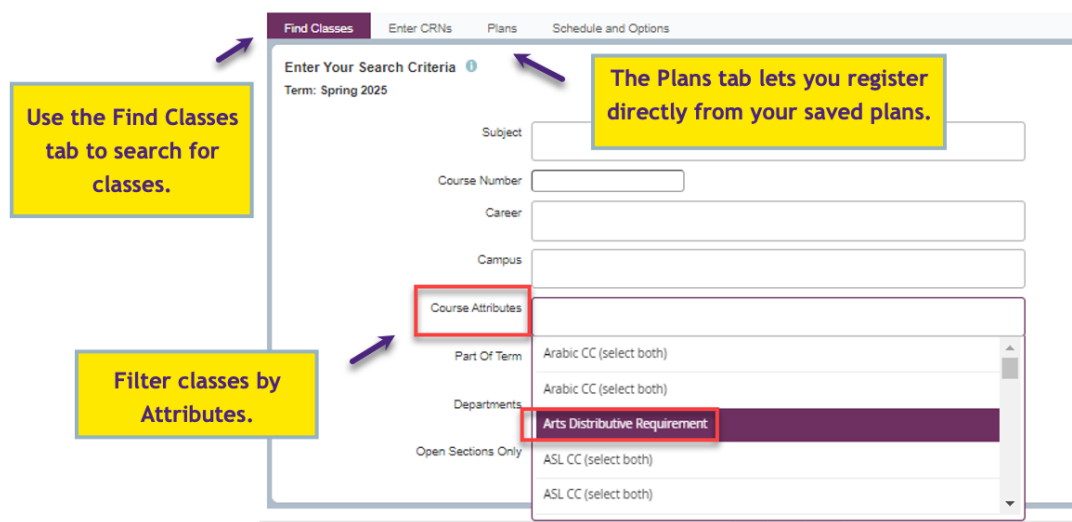 Find Classes
Enter CRNs
Plans
Schedule and Options
Enter Your Search Criteria
Term: Spring 2025
Use the Find Classes
tab to search for
classes.
The Plans tab lets you register
directly from your saved plans.
Subject
Course Number
Career
Campus
Course Attributes
Filter classes by
Attributes.
Part Of Term
Departments
Open Sections Only
Arabic CC (select both)
Arabic CC (select both)
Arts Distributive Requirement
ASL CC (select both)
ASL CC (select both)